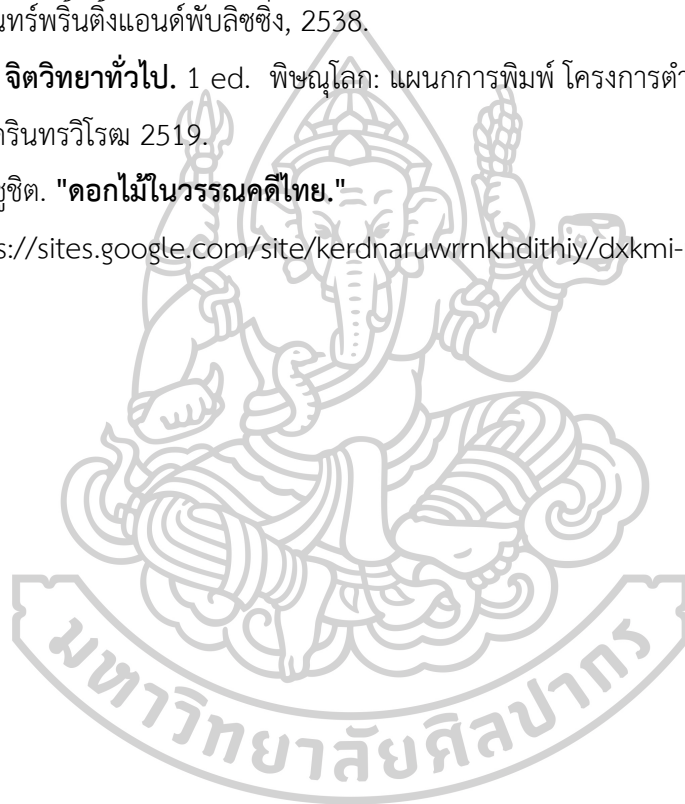 นทร์พริ้นติ้งแอนด์พับลิชซิ่ง, 2538.
จิตวิทยาทั่วไป. 1 ed. พิษณุโลก: แผนกการพิมพ์ โครงการตำ
ารินทรวิโรฒ 2519.
ชูชิต. "ดอกไม้ในวรรณคดีไทย."
s://sites.google.com/site/kerdnaruwrrnkhdithiy/dxkmi-
มหาวิทยาลัยศิลปากร